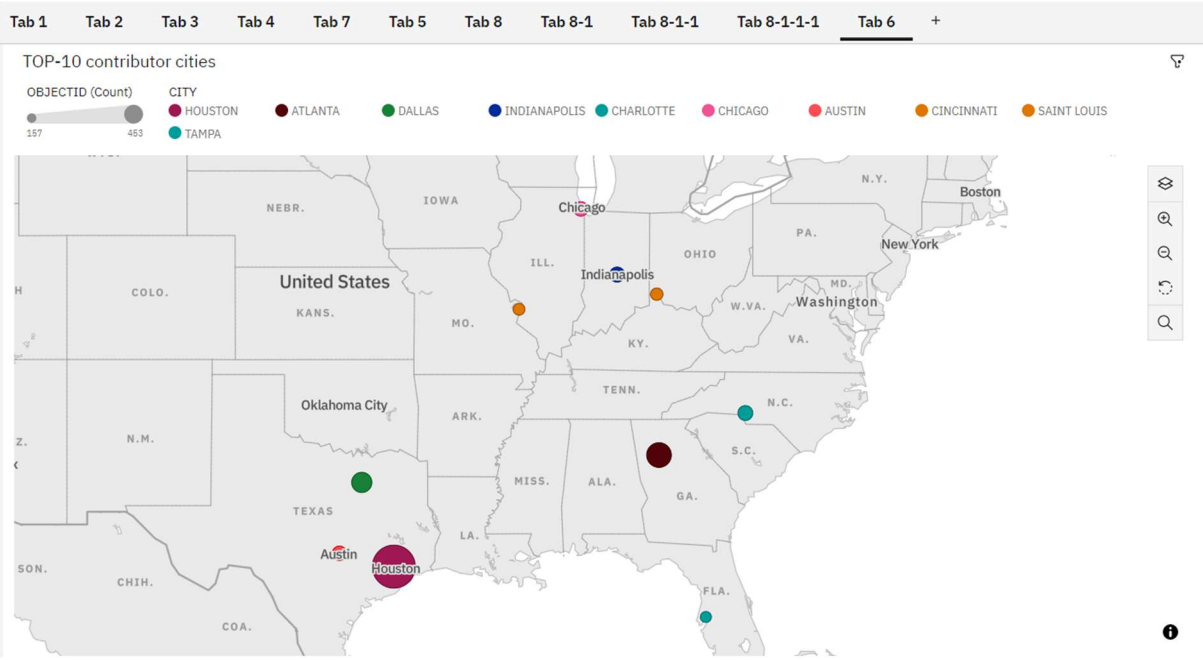 Tab 1 Tab 2 Tab 3 Tab 4 Tab 7 Tab 5 Tab 8 Tab 8-1 Tab 8-1-1 Tab 8-1-1-1 Tab 6 +
TOP-10 contributor cities
OBJECTID (Count) CITY
HOUSTON ATLANTA DALLAS INDIANAPOLIS CHARLOTTE CHICAGO AUSTIN CINCINNATI SAINT LOUIS
157 463 TAMPA
N.Y.
Boston
IOWA
NEBR.
Chicago
PA.
New York
OHIO
ILL.
Indianapolis
United States
MD.
H
COLO.
Washington
W.VA.
KANS.
MO.
VA.
KY.
TENN.
N.C.
Oklahoma City
ARK.
N.M.
Z.
S.C.
MISS.
ALA.
GA.
TEXAS
LA.
Austin
Houston
SON.
CHIH.
FLA.
COA.